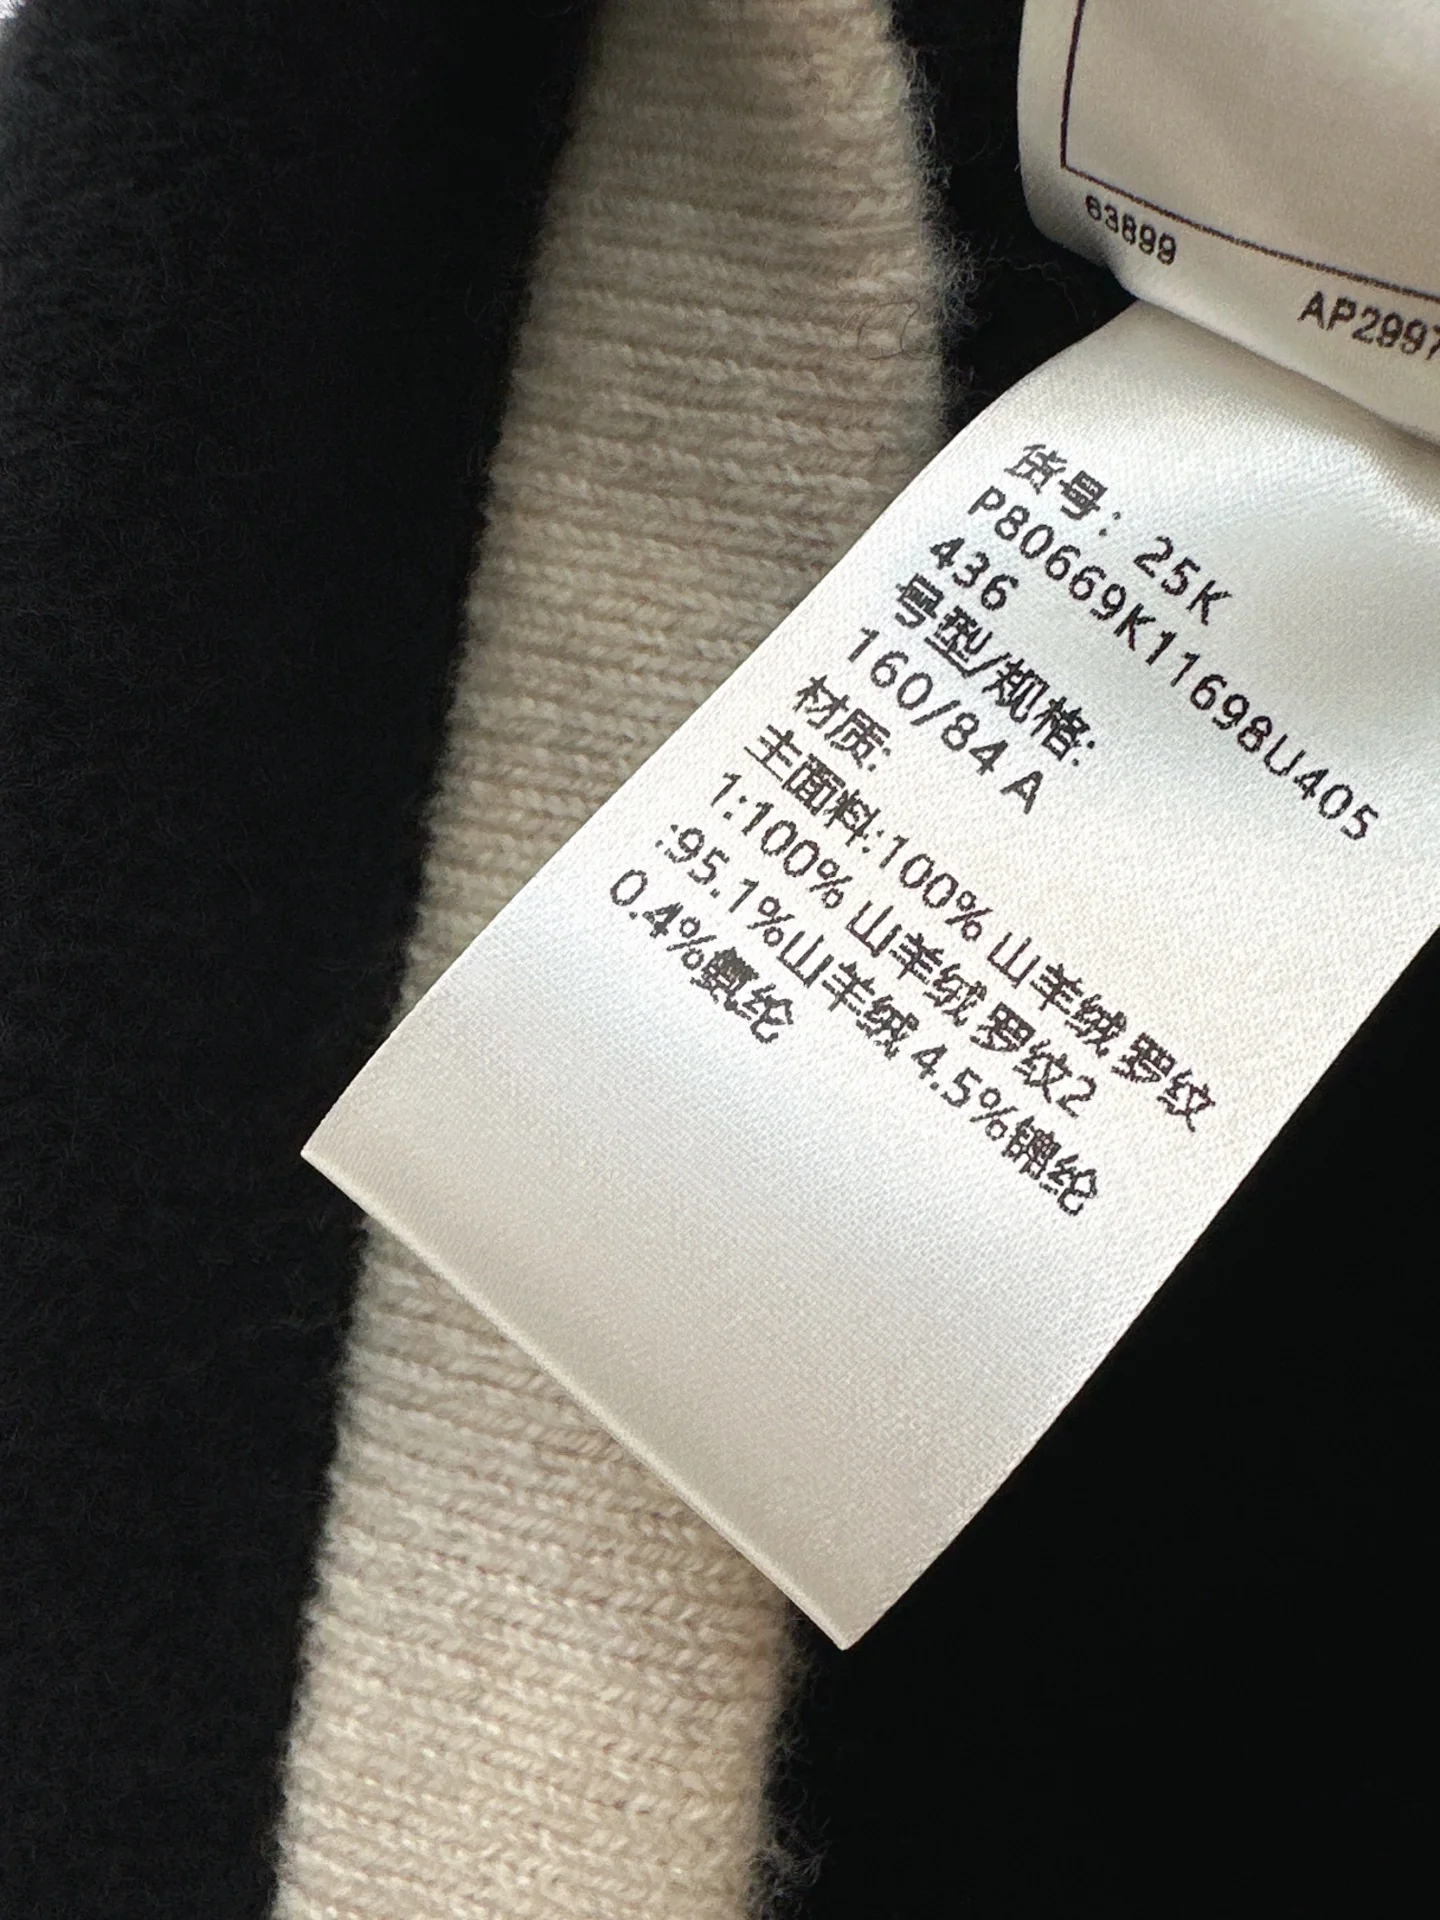 63899
AP2997
货号: 25K
P80669K11698U405
436
号型/规格:
160/84 A
材质:
主面料:100% 山羊绒 罗纹
1:100% 山羊绒 罗纹2
:95.1%山羊绒 4.5%锦纶
0.4%氨纶